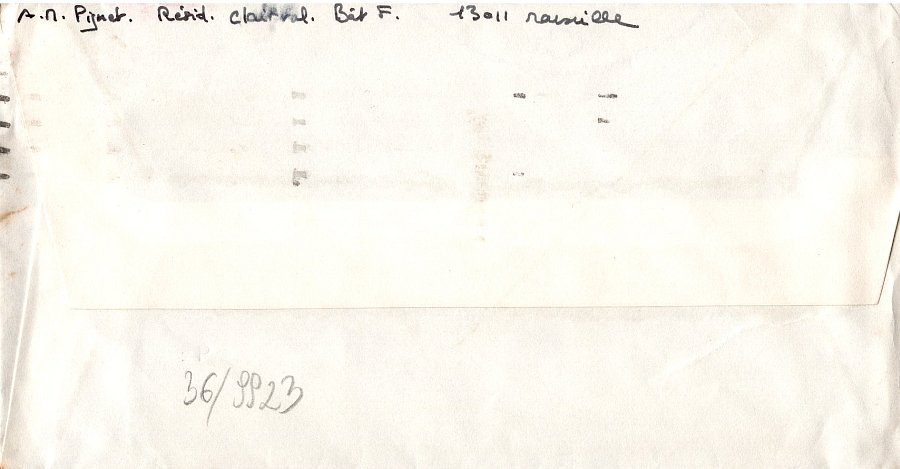 A.M. Pignet. Résid. Clairval. Bât F. 13011 Marseille
36/9923